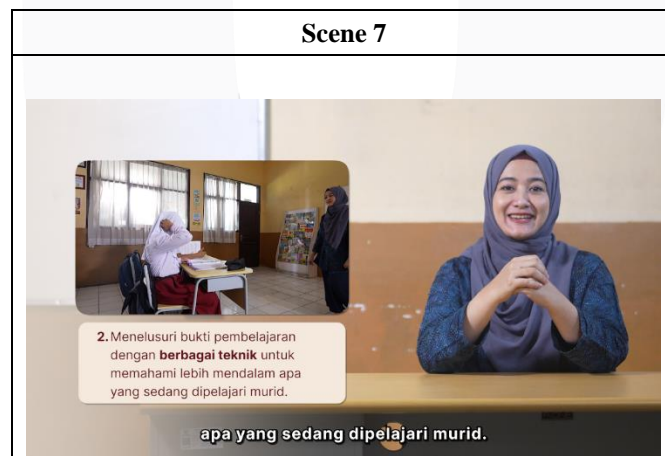 Scene 7
2. Menelusuri bukti pembelajaran
dengan berbagai teknik untuk
memahami lebih mendalam apa
yang sedang dipelajari murid.
apa yang sedang dipelajari murid.